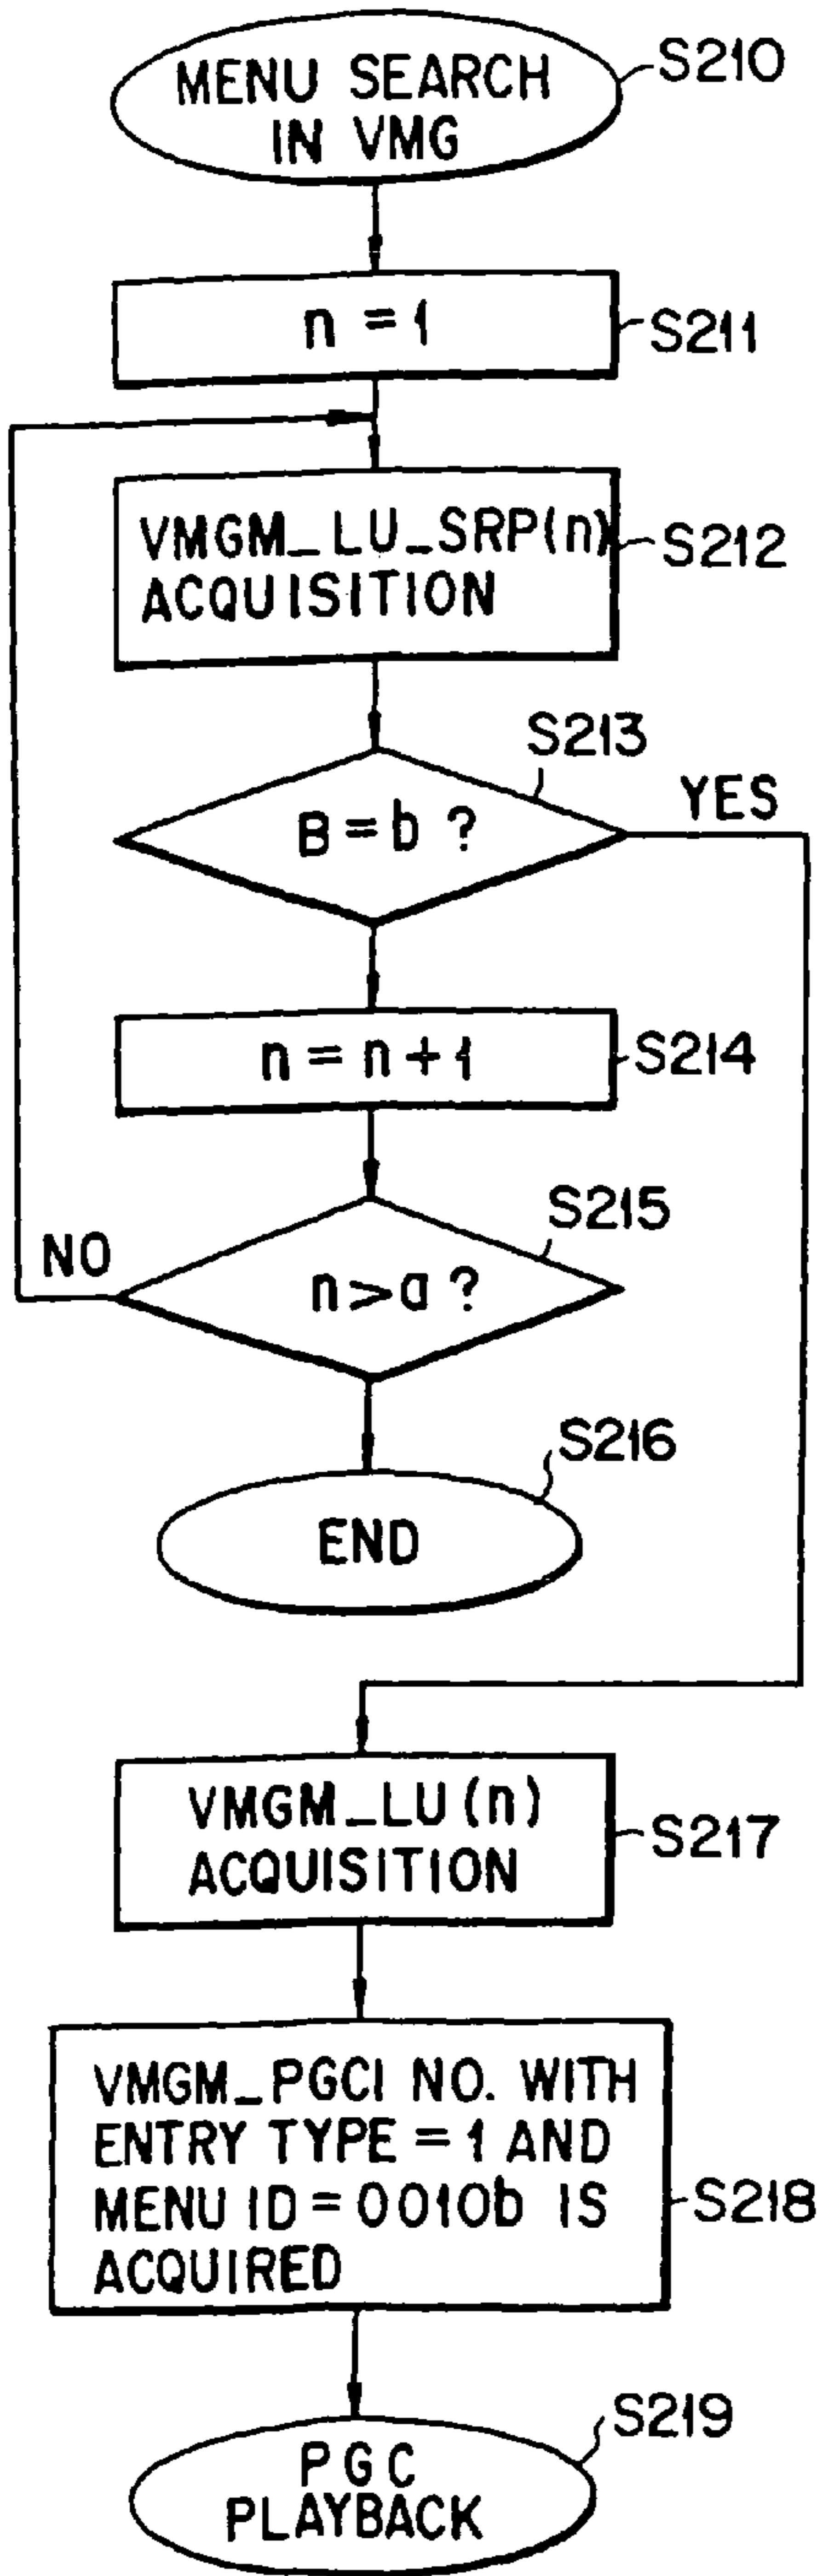 MENU SEARCH
IN VMG
S210
n = 1
S211
VMGM_LU_SRP(n)
ACQUISITION
S212
S213
B = b ?
YES
n = n + 1
S214
S215
NO
n > a ?
S216
END
VMGM_LU (n)
ACQUISITION
S217
VMGM_PGCI NO. WITH
ENTRY TYPE = 1 AND
MENU ID = 0010b IS
ACQUIRED
S218
S219
PGC
PLAYBACK